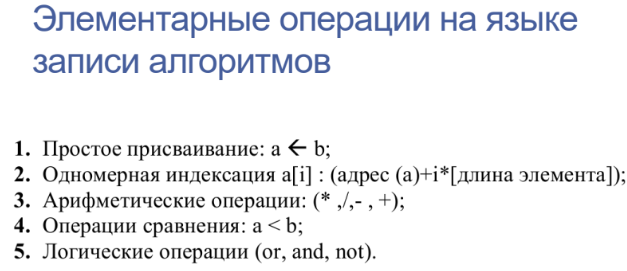 Элементарные операции на языке
записи алгоритмов
1. Простое присваивание: a ← b;
2. Одномерная индексация a[i] : (адрес (a)+i*[длина элемента]);
3. Арифметические операции: (* ,/,- , +);
4. Операции сравнения: a < b;
5. Логические операции (or, and, not).